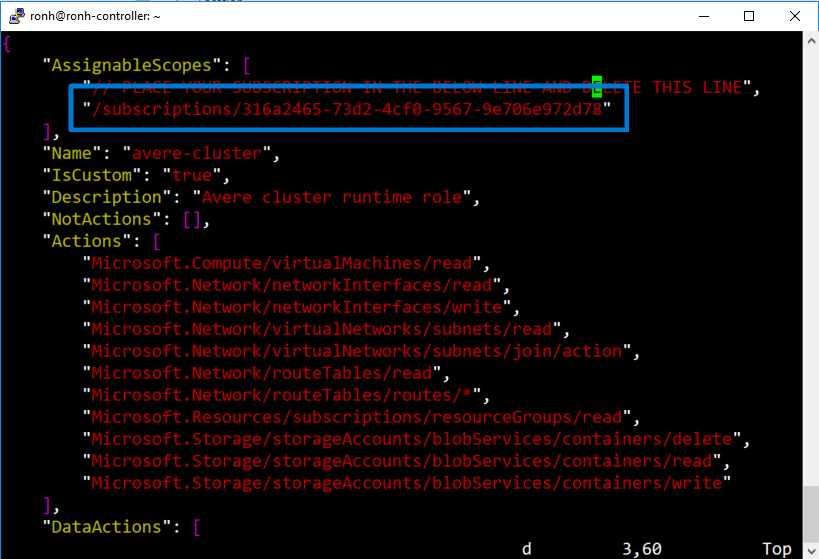 ronh@ronh-controller: ~
{
"AssignableScopes": [
"// PLACE YOUR SUBSCRIPTION IN THE BELOW LINE AND DELETE THIS LINE",
"/subscriptions/316a2465-73d2-4cf0-9567-9e706e972d78"
],
"Name": "avere-cluster",
"IsCustom": "true",
"Description": "Avere cluster runtime role",
"NotActions": [],
"Actions": [
"Microsoft.Compute/virtualMachines/read",
"Microsoft.Network/networkInterfaces/read",
"Microsoft.Network/networkInterfaces/write",
"Microsoft.Network/virtualNetworks/subnets/read",
"Microsoft.Network/virtualNetworks/subnets/join/action",
"Microsoft.Network/routeTables/read",
"Microsoft.Network/routeTables/routes/*",
"Microsoft.Resources/subscriptions/resourceGroups/read",
"Microsoft.Storage/storageAccounts/blobServices/containers/delete",
"Microsoft.Storage/storageAccounts/blobServices/containers/read",
"Microsoft.Storage/storageAccounts/blobServices/containers/write"
],
"DataActions": [
d 3,60 Top